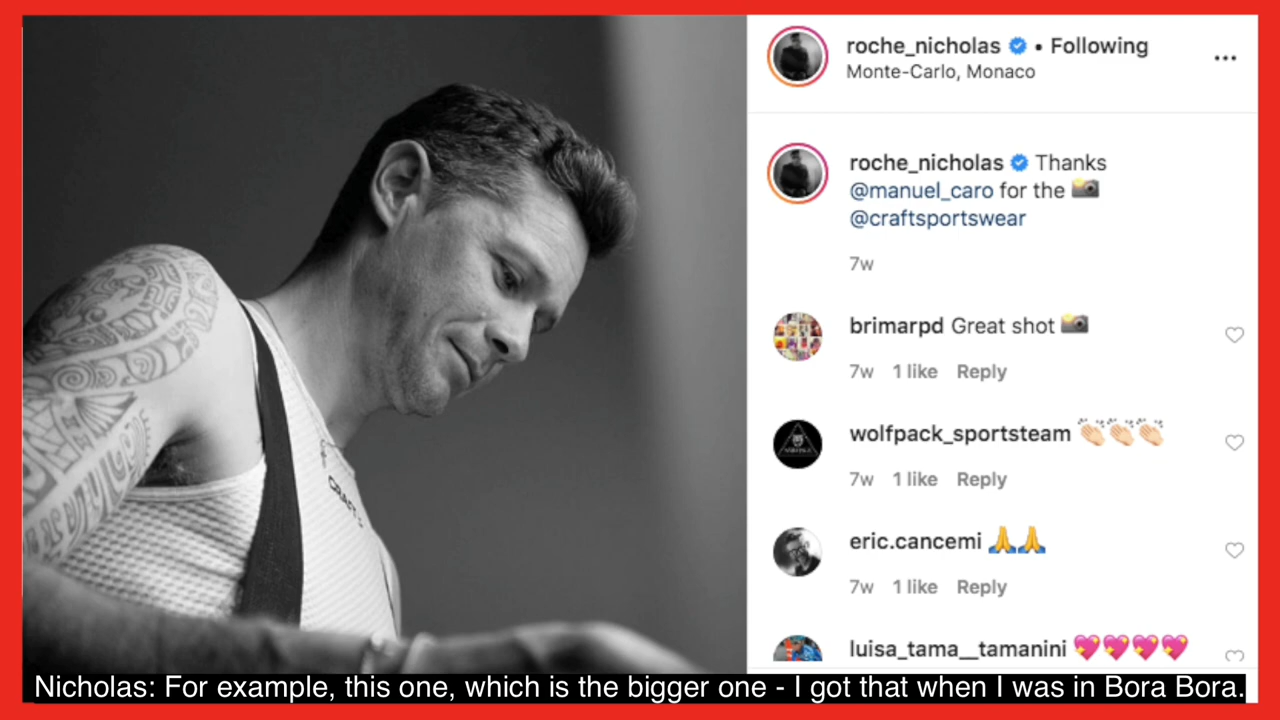 roche_nicholas • Following
Monte-Carlo, Monaco
roche_nicholas Thanks
@manuel_caro for the 📸
@craftsportswear
7w
brimarpd Great shot 📸
7w 1 like Reply
wolfpack_sportsteam 👏🏻👏🏻👏🏻
7w 1 like Reply
eric.cancemi 🙏🙏
7w 1 like Reply
luisa_tama__tamanini 💖💖💖💖
CRAFT
Nicholas: For example, this one, which is the bigger one - I got that when I was in Bora Bora.